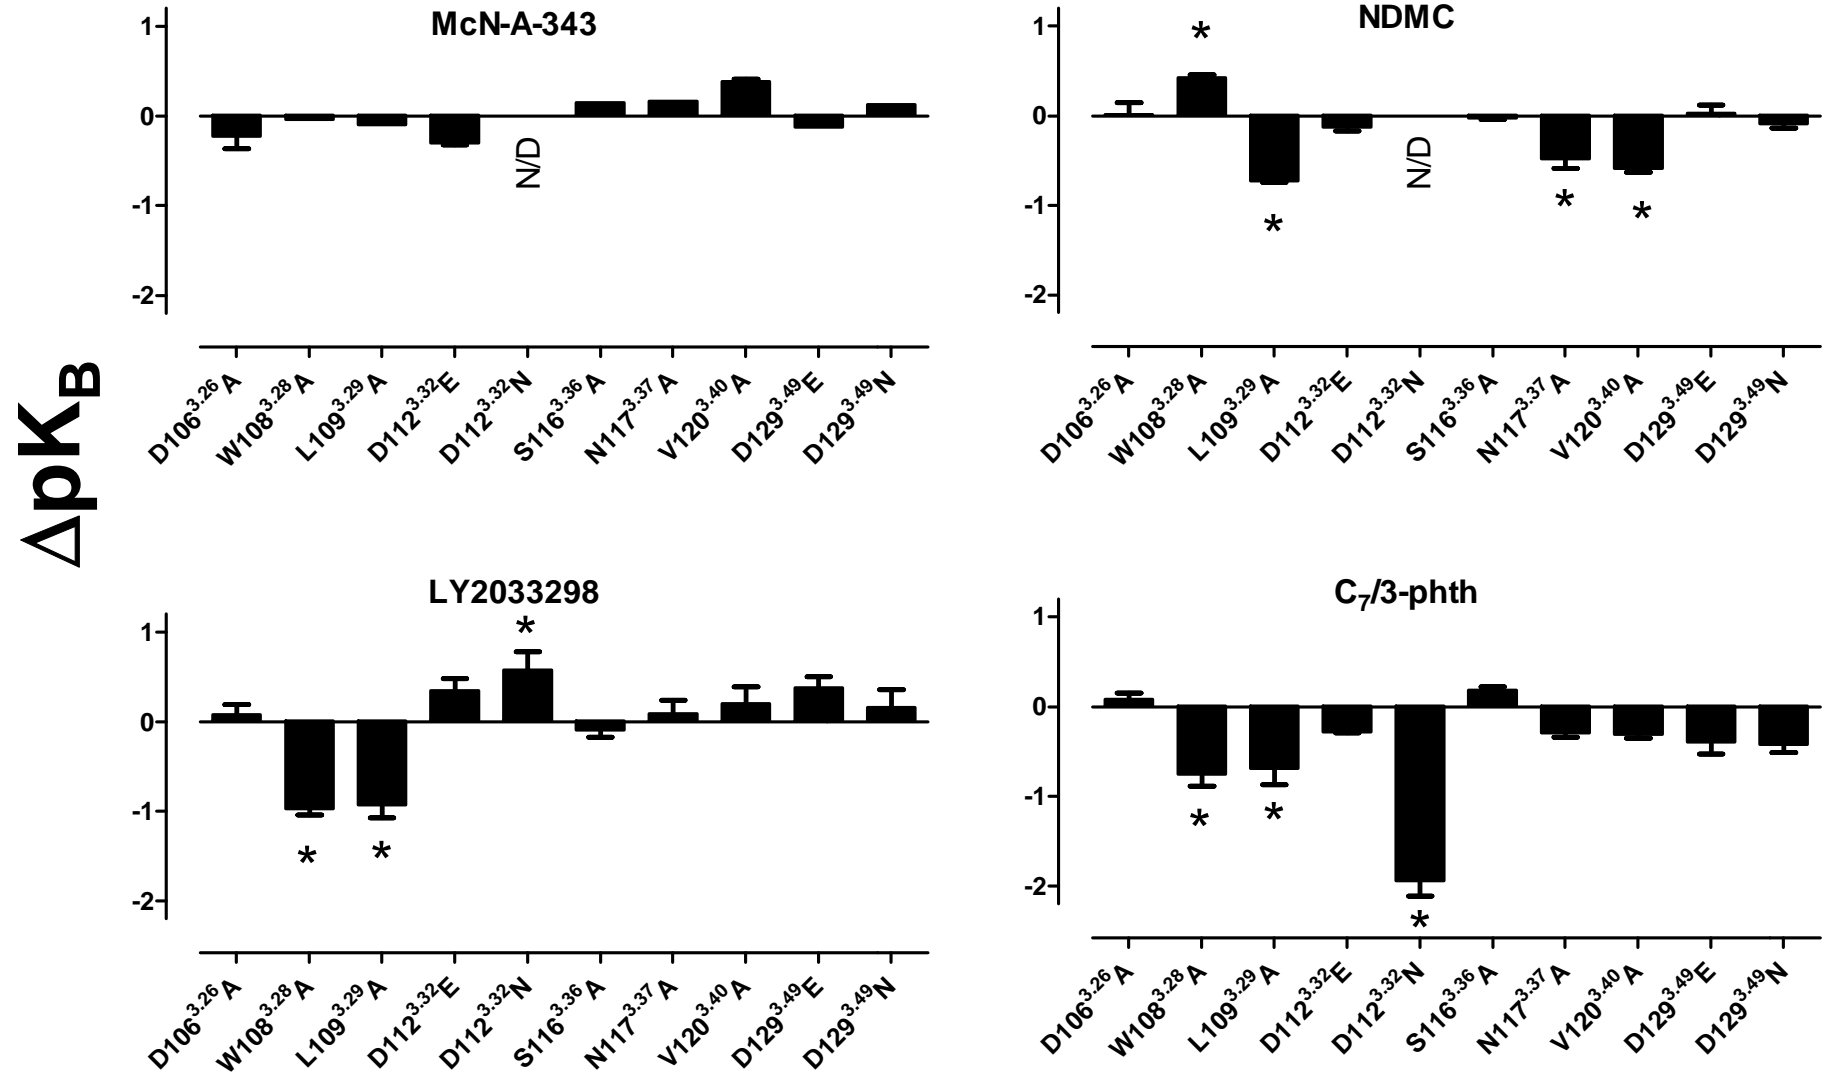 ΔpKB
McN-A-343
1
0
-1
-2
N/D
D1063.26A
W1083.28A
L1093.29A
D1123.32E
D1123.32N
S1163.36A
N1173.37A
V1203.40A
D1293.49E
D1293.49N
NDMC
1
0
-1
-2
*
*
N/D
*
*
D1063.26A
W1083.28A
L1093.29A
D1123.32E
D1123.32N
S1163.36A
N1173.37A
V1203.40A
D1293.49E
D1293.49N
LY2033298
1
0
-1
-2
*
*
*
D1063.26A
W1083.28A
L1093.29A
D1123.32E
D1123.32N
S1163.36A
N1173.37A
V1203.40A
D1293.49E
D1293.49N
C7/3-phth
1
0
-1
-2
*
*
*
D1063.26A
W1083.28A
L1093.29A
D1123.32E
D1123.32N
S1163.36A
N1173.37A
V1203.40A
D1293.49E
D1293.49N